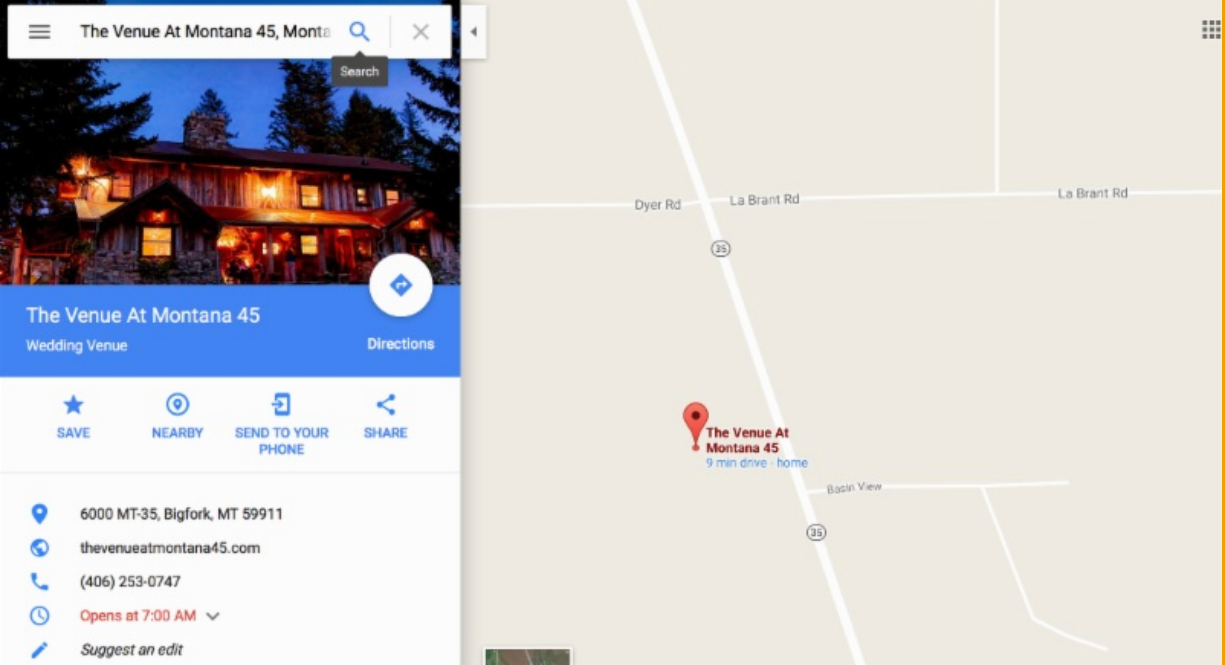 The Venue At Montana 45, Monta
Search
The Venue At Montana 45
Wedding Venue
Directions
SAVE
NEARBY
SEND TO YOUR
PHONE
SHARE
6000 MT-35, Bigfork, MT 59911
thevenueatmontana45.com
(406) 253-0747
Opens at 7:00 AM
Suggest an edit
Dyer Rd
La Brant Rd
La Brant Rd
35
The Venue At
Montana 45
9 min drive - home
Basin View
35